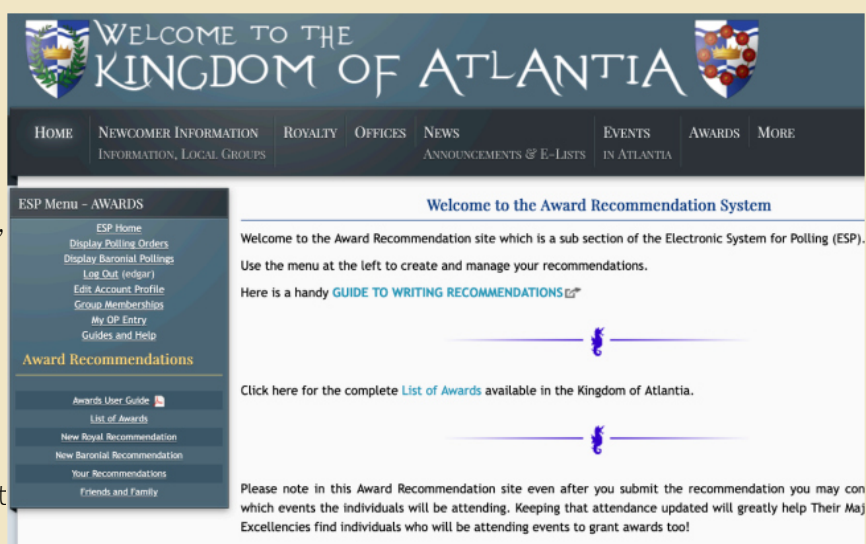 WELCOME TO THE
KINGDOM OF ATLANTIA
HOME
NEWCOMER INFORMATION
INFORMATION, LOCAL GROUPS
ROYALTY
OFFICES
NEWS
ANNOUNCEMENTS & E-LISTS
EVENTS
IN ATLANTIA
AWARDS
MORE
ESP Menu - AWARDS
ESP Home
Display Polling Orders
Display Baronial Pollings
Log Out (edgar)
Edit Account Profile
Group Memberships
My OP Entry
Guides and Help
Award Recommendations
Awards User Guide
List of Awards
New Royal Recommendation
New Baronial Recommendation
Your Recommendations
Friends and Family
Welcome to the Award Recommendation System
Welcome to the Award Recommendation site which is a sub section of the Electronic System for Polling (ESP).
Use the menu at the left to create and manage your recommendations.
Here is a handy GUIDE TO WRITING RECOMMENDATIONS
Click here for the complete List of Awards available in the Kingdom of Atlantia.
Please note in this Award Recommendation site even after you submit the recommendation you may con
which events the individuals will be attending. Keeping that attendance updated will greatly help Their Maj
Excellencies find individuals who will be attending events to grant awards too!